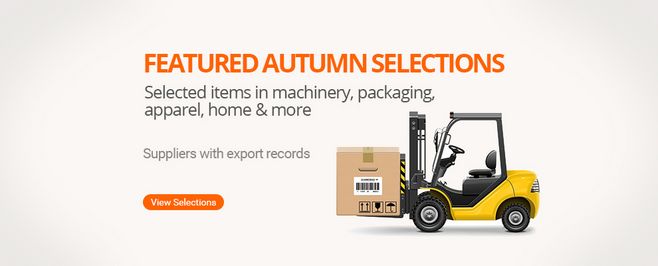 FEATURED AUTUMN SELECTIONS
Selected items in machinery, packaging,
apparel, home & more
Suppliers with export records
View Selections